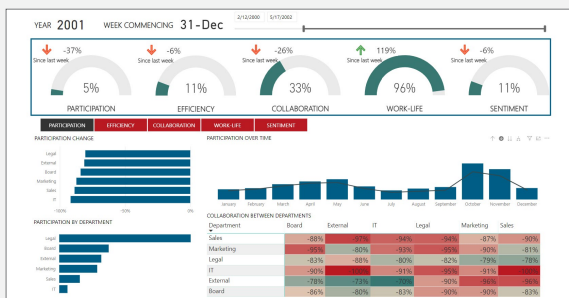 YEAR 2001 WEEK COMMENCING 31-Dec 2/12/2000 5/17/2002
-37% -6% -26% 119% -6%
Since last week Since last week Since last week Since last week Since last week
5% 11% 33% 96% 11%
PARTICIPATION EFFICIENCY COLLABORATION WORK-LIFE SENTIMENT
PARTICIPATION EFFICIENCY COLLABORATION WORK-LIFE SENTIMENT
PARTICIPATION CHANGE
Legal
External
Board
Marketing
Sales
IT
-100% -50% 0%
PARTICIPATION OVER TIME
January February March April May June July August September October November December
PARTICIPATION BY DEPARTMENT
Legal
Board
External
Marketing
Sales
IT
COLLABORATION BETWEEN DEPARTMENTS
Department Board External IT Legal Marketing Sales
Sales -88% -97% -94% -94% -87% -90%
Marketing -95% -80% -93% -95% -90% -81%
Legal -83% -88% -80% -82% -79% -78%
IT -90% -100% -91% -95% -91% -100%
External -78% -73% -70% -90% -96% -96%
Board -86% -80% -83% -90% -90% -83%